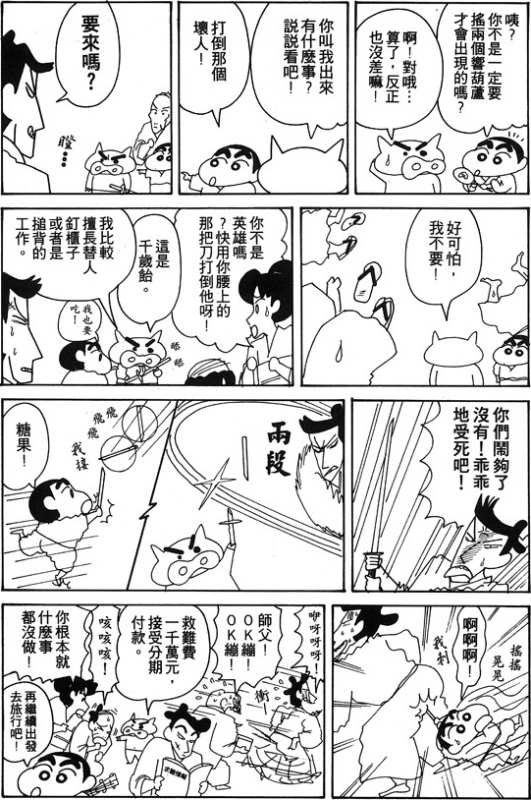 咦?
你不是一定要
搖兩個響葫蘆
才會出現的嗎?
啊!對哦…
算了,反正
也沒差嘛!
你叫我出來
有什麼事?
說說看吧!
打倒那個
壞人!
要來嗎?
瞪…
好可怕,
我不要!
你不是
英雄嗎
?快用你腰上的
那把刀打倒他呀!
這是
千歲飴。
舔
舔
我比較
擅長替人
釘櫃子
或者是
搥背的
工作。
我也要
吃!
你們鬧夠了
沒有!乖乖
地受死吧!
兩段
飛
飛
飛
我接
糖果!
搖搖
晃晃
啊啊啊!
我刺
咿呀呀呀!
師父!
OK繃!
OK繃!
衝!
救難費
一千萬元,
接受分期
付款。
咳咳咳!
你根本就
什麼事
都沒做!
再繼續出發
去旅行吧!